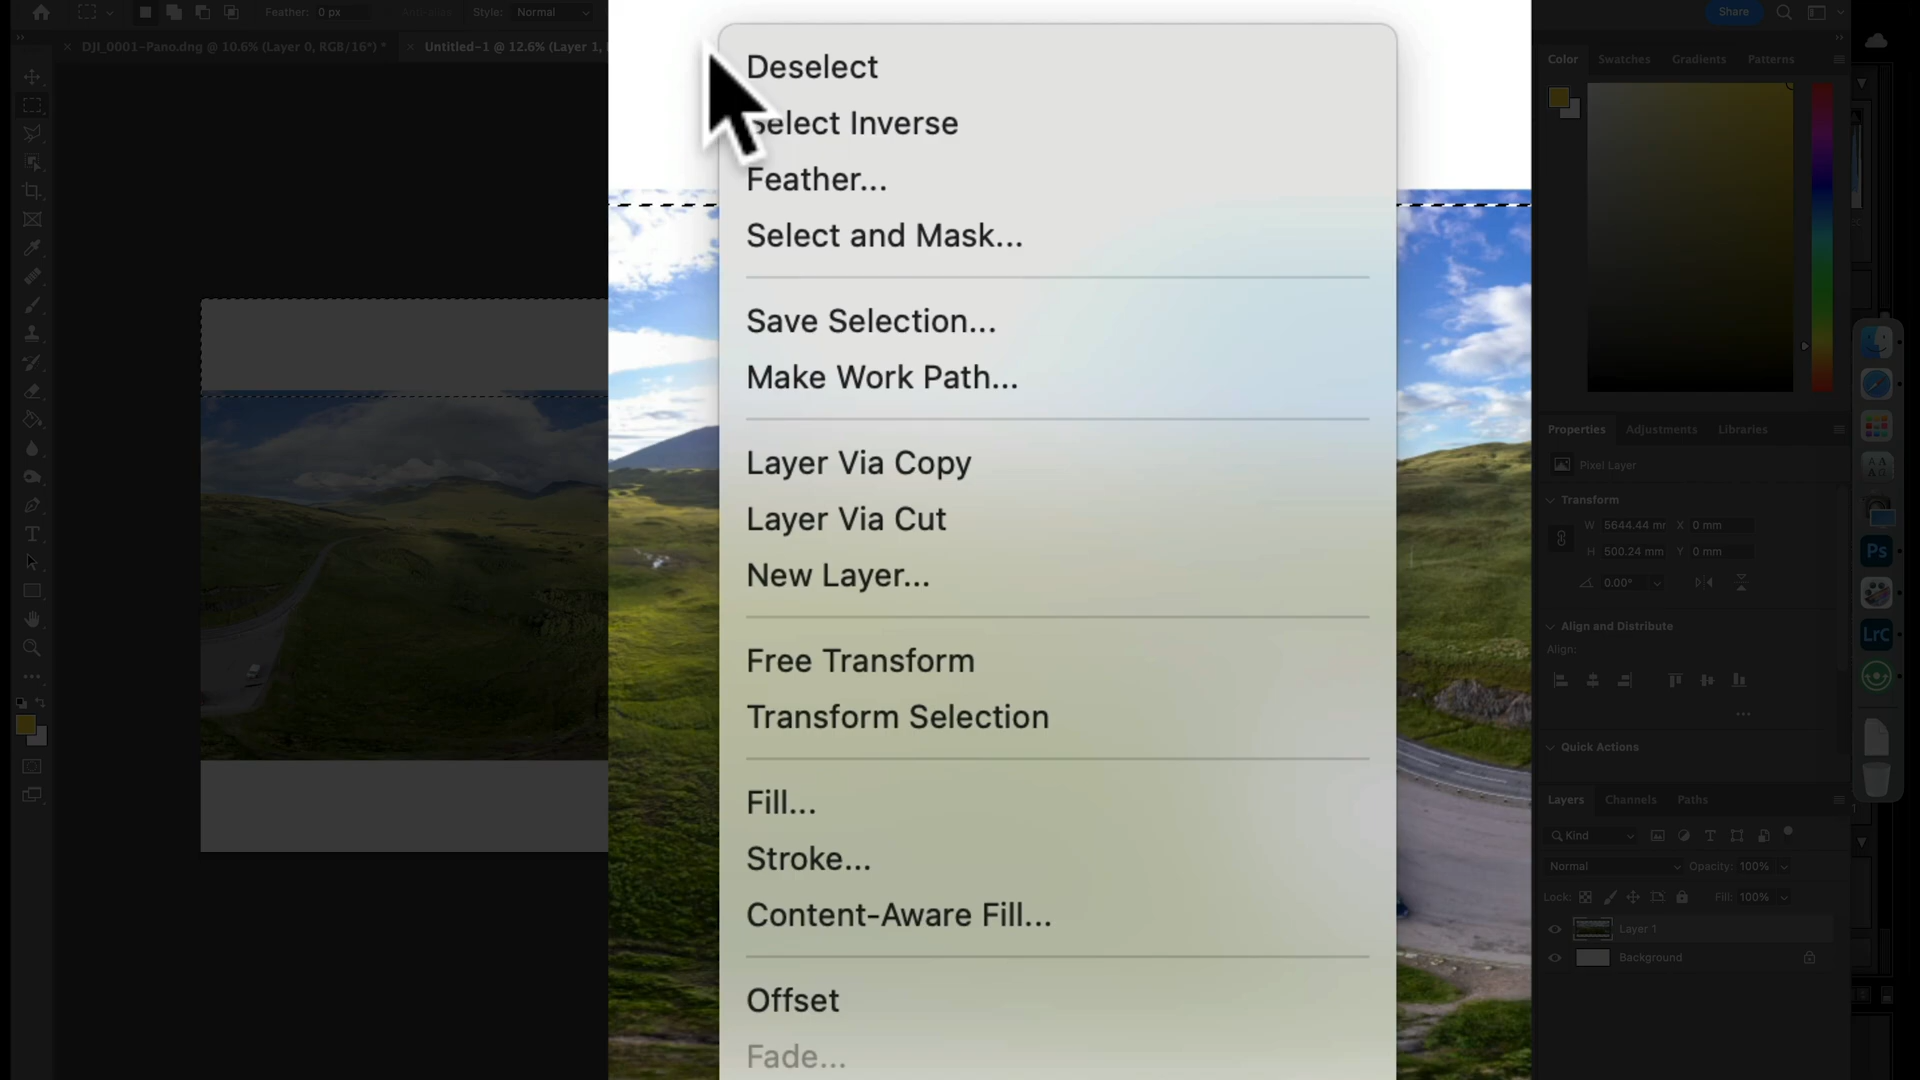 Feather: 0 px
Anti-alias
Style: Normal
Share
DJI_0001-Pano.dng @ 10.6% (Layer 0, RGB/16*) *
Untitled-1 @ 12.6% (Layer 1,
Deselect
Select Inverse
Feather...
Select and Mask...
Save Selection...
Make Work Path...
Layer Via Copy
Layer Via Cut
New Layer...
Free Transform
Transform Selection
Fill...
Stroke...
Content-Aware Fill...
Offset
Fade...
Color
Swatches
Gradients
Patterns
Properties
Adjustments
Libraries
Pixel Layer
Transform
W 5644.44 mr X 0 mm
H 500.24 mm Y 0 mm
0.00°
Align and Distribute
Align:
Quick Actions
Layers
Channels
Paths
Kind
Normal
Opacity: 100%
Lock:
Fill: 100%
Layer 1
Background
Ps
LrC